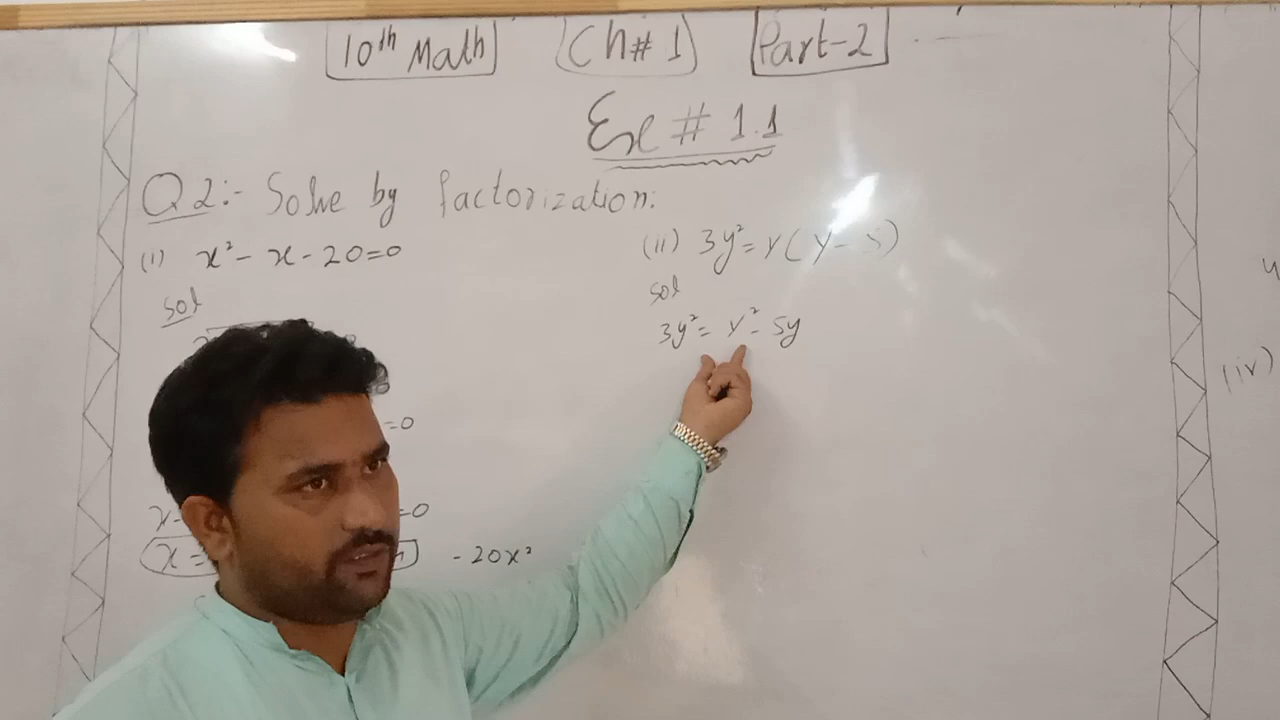 10th Math Ch# 1 Part-2
Ex # 1.1
Q2:- Solve by factorization:
(i) x² - x - 20=0
sol
=0
x- =0
x=
- 20x²
(ii) 3y² = y(y - 5)
sol
3y² = y² - 5y
(iv)